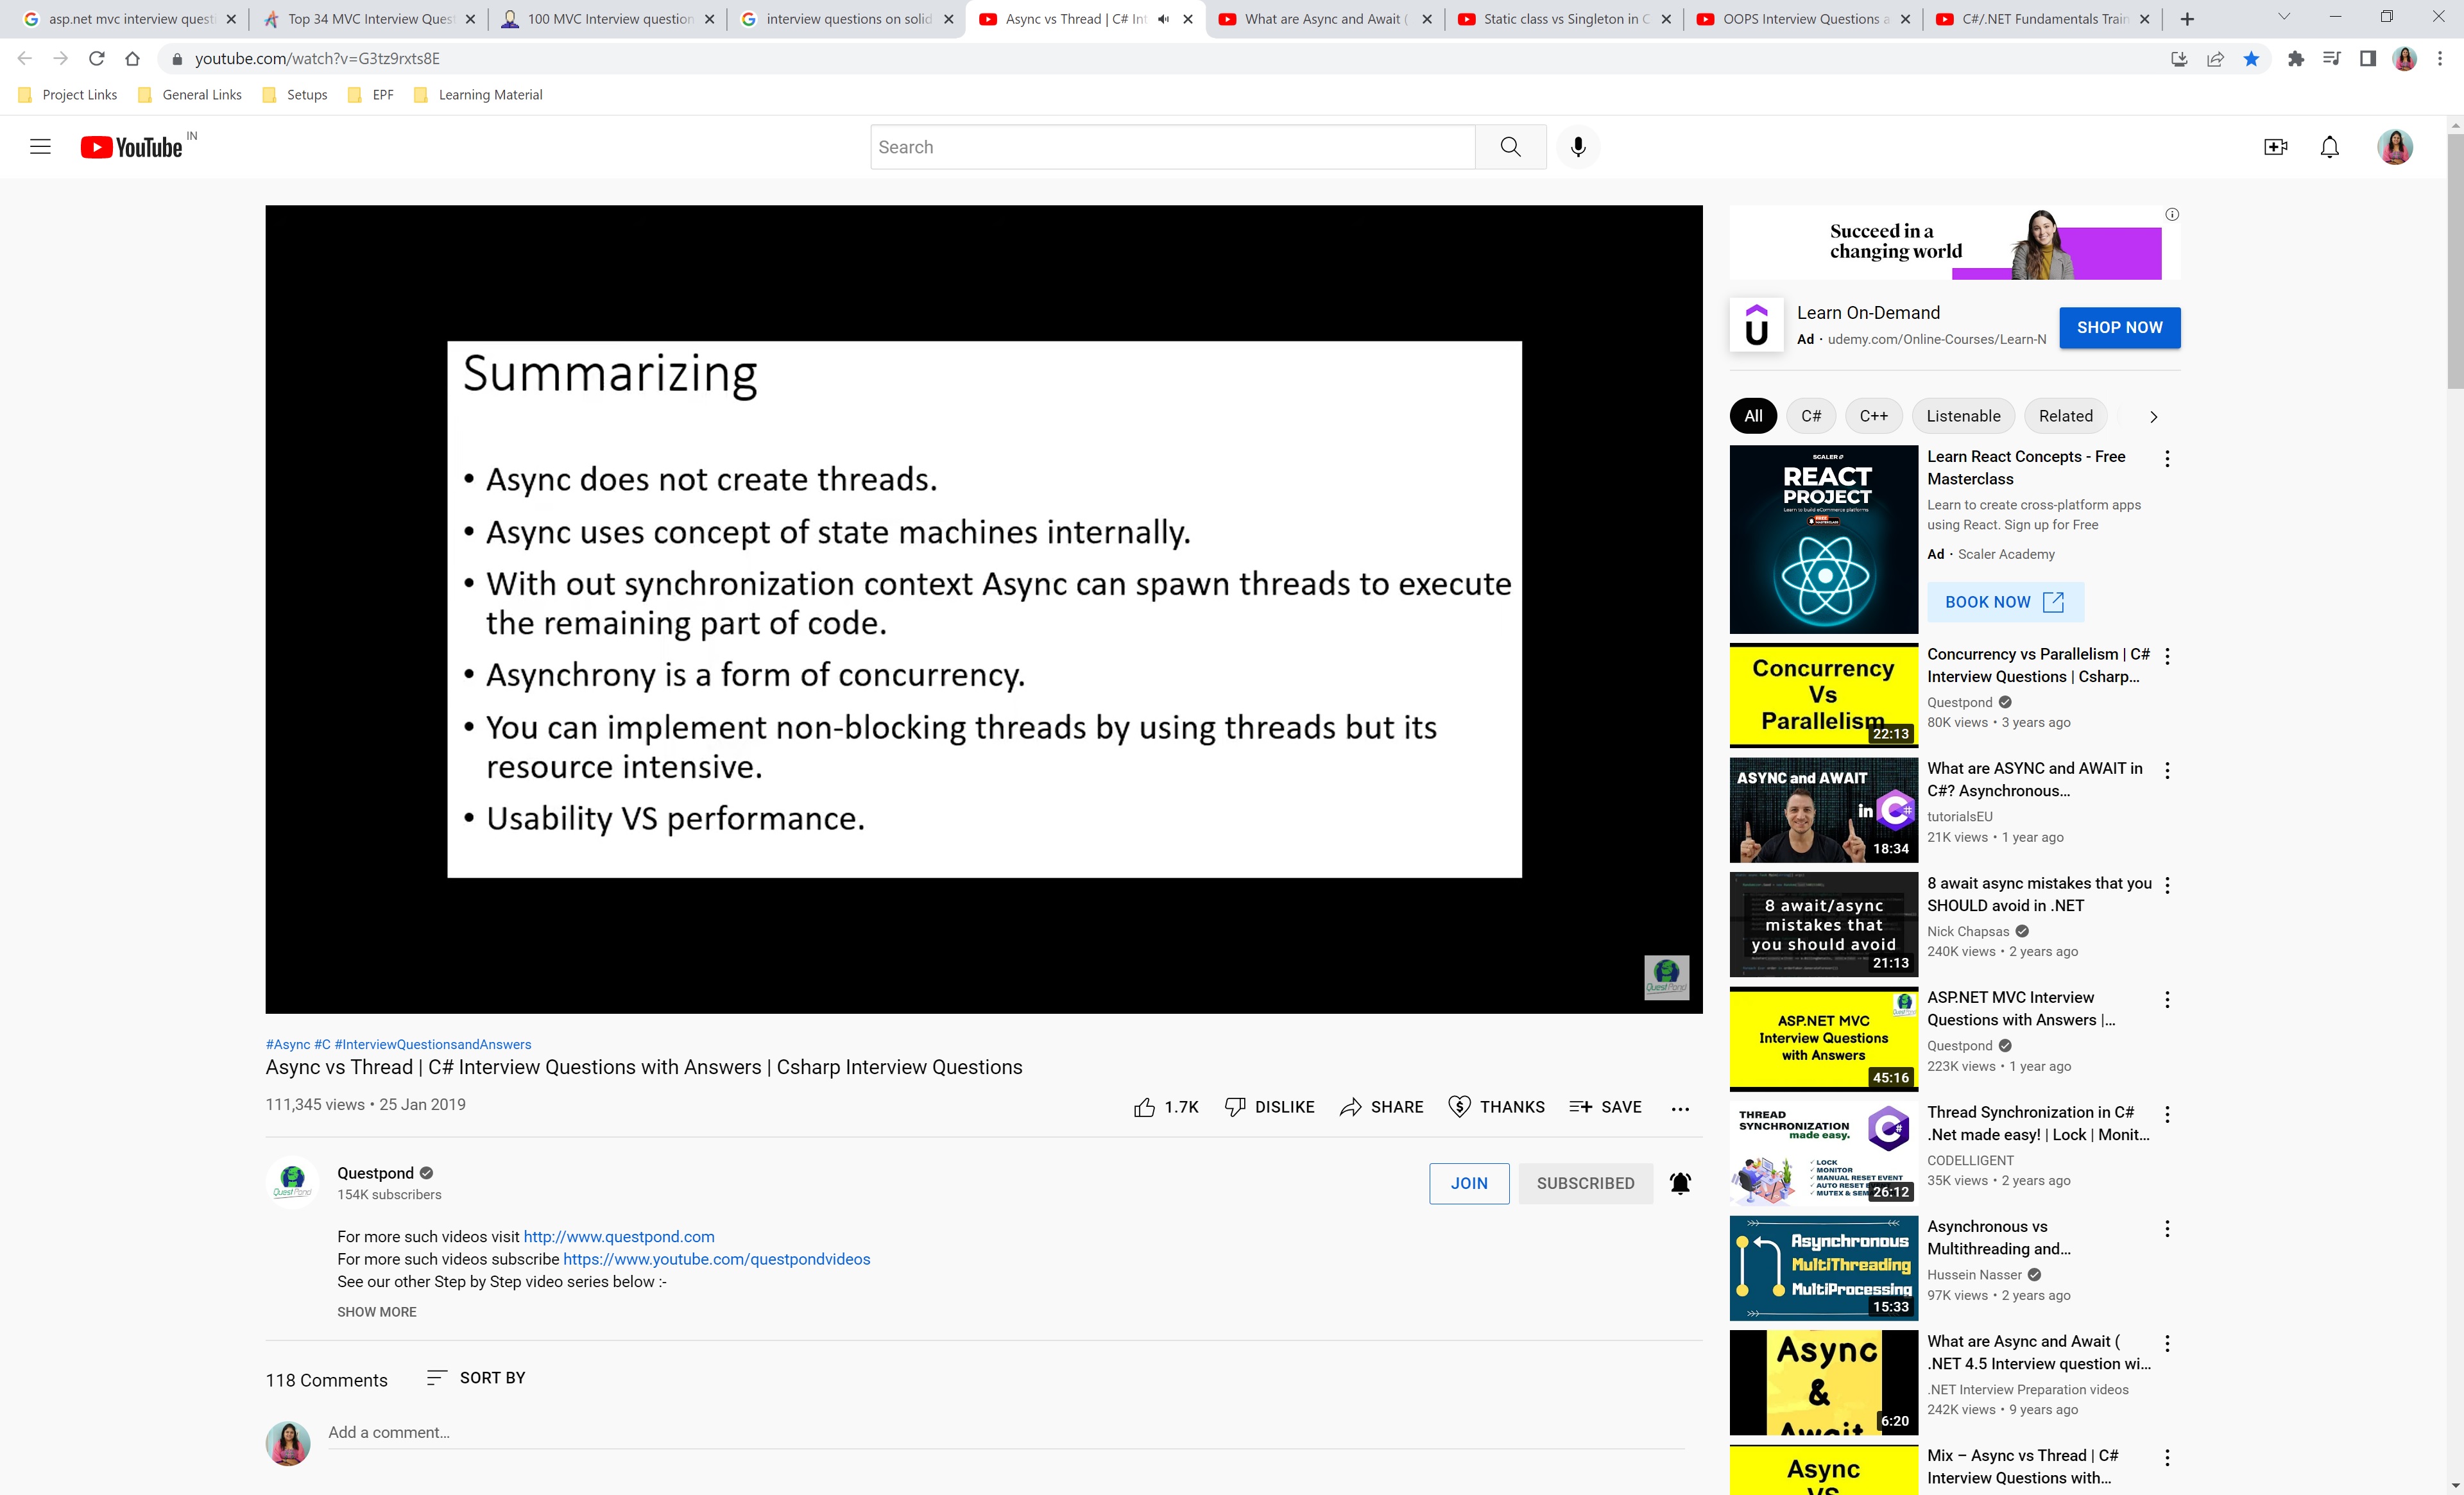 asp.net mvc interview questi
Top 34 MVC Interview Quest
100 MVC Interview question
interview questions on solid
Async vs Thread | C# Int
What are Async and Await (
Static class vs Singleton in C
OOPS Interview Questions a
C#/.NET Fundamentals Train
youtube.com/watch?v=G3tz9rxts8E
Project Links
General Links
Setups
EPF
Learning Material
YouTube IN
Search
Summarizing
• Async does not create threads.
• Async uses concept of state machines internally.
• With out synchronization context Async can spawn threads to execute
the remaining part of code.
• Asynchrony is a form of concurrency.
• You can implement non-blocking threads by using threads but its
resource intensive.
• Usability VS performance.
QuestPond
#Async #C #InterviewQuestionsandAnswers
Async vs Thread | C# Interview Questions with Answers | Csharp Interview Questions
111,345 views • 25 Jan 2019
1.7K
DISLIKE
SHARE
THANKS
SAVE
QuestPond
Questpond
154K subscribers
JOIN
SUBSCRIBED
For more such videos visit http://www.questpond.com
For more such videos subscribe https://www.youtube.com/questpondvideos
See our other Step by Step video series below :-
SHOW MORE
118 Comments
SORT BY
Add a comment...
Succeed in a
changing world
Learn On-Demand
Ad • udemy.com/Online-Courses/Learn-N
SHOP NOW
All
C#
C++
Listenable
Related
SCALER
REACT
PROJECT
Learn to build eCommerce platforms
Learn React Concepts - Free
Masterclass
Learn to create cross-platform apps
using React. Sign up for Free
Ad • Scaler Academy
BOOK NOW
Concurrency
Vs
Parallelism
22:13
Concurrency vs Parallelism | C#
Interview Questions | Csharp...
Questpond
80K views • 3 years ago
ASYNC and AWAIT
in C#
18:34
What are ASYNC and AWAIT in
C#? Asynchronous...
tutorialsEU
21K views • 1 year ago
8 await/async
mistakes that
you should avoid
21:13
8 await async mistakes that you
SHOULD avoid in .NET
Nick Chapsas
240K views • 2 years ago
ASP.NET MVC
Interview Questions
with Answers
45:16
ASP.NET MVC Interview
Questions with Answers |...
Questpond
223K views • 1 year ago
THREAD
SYNCHRONIZATION
made easy.
C#
LOCK
MONITOR
MANUAL RESET EVENT
AUTO RESET E
MUTEX & SEM
26:12
Thread Synchronization in C#
.Net made easy! | Lock | Monit...
CODELLIGENT
35K views • 2 years ago
Asynchronous
MultiThreading
MultiProcessing
15:33
Asynchronous vs
Multithreading and...
Hussein Nasser
97K views • 2 years ago
Async
&
Await
6:20
What are Async and Await (
.NET 4.5 Interview question wi...
.NET Interview Preparation videos
242K views • 9 years ago
Async
VS
Mix – Async vs Thread | C#
Interview Questions with...